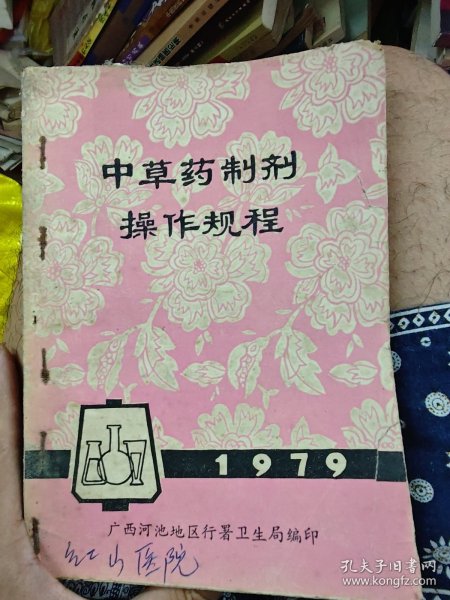 中草药制剂
操作规程
1979
广西河池地区行署卫生局编印
红山医院
孔夫子旧书网
www.kongfz.com